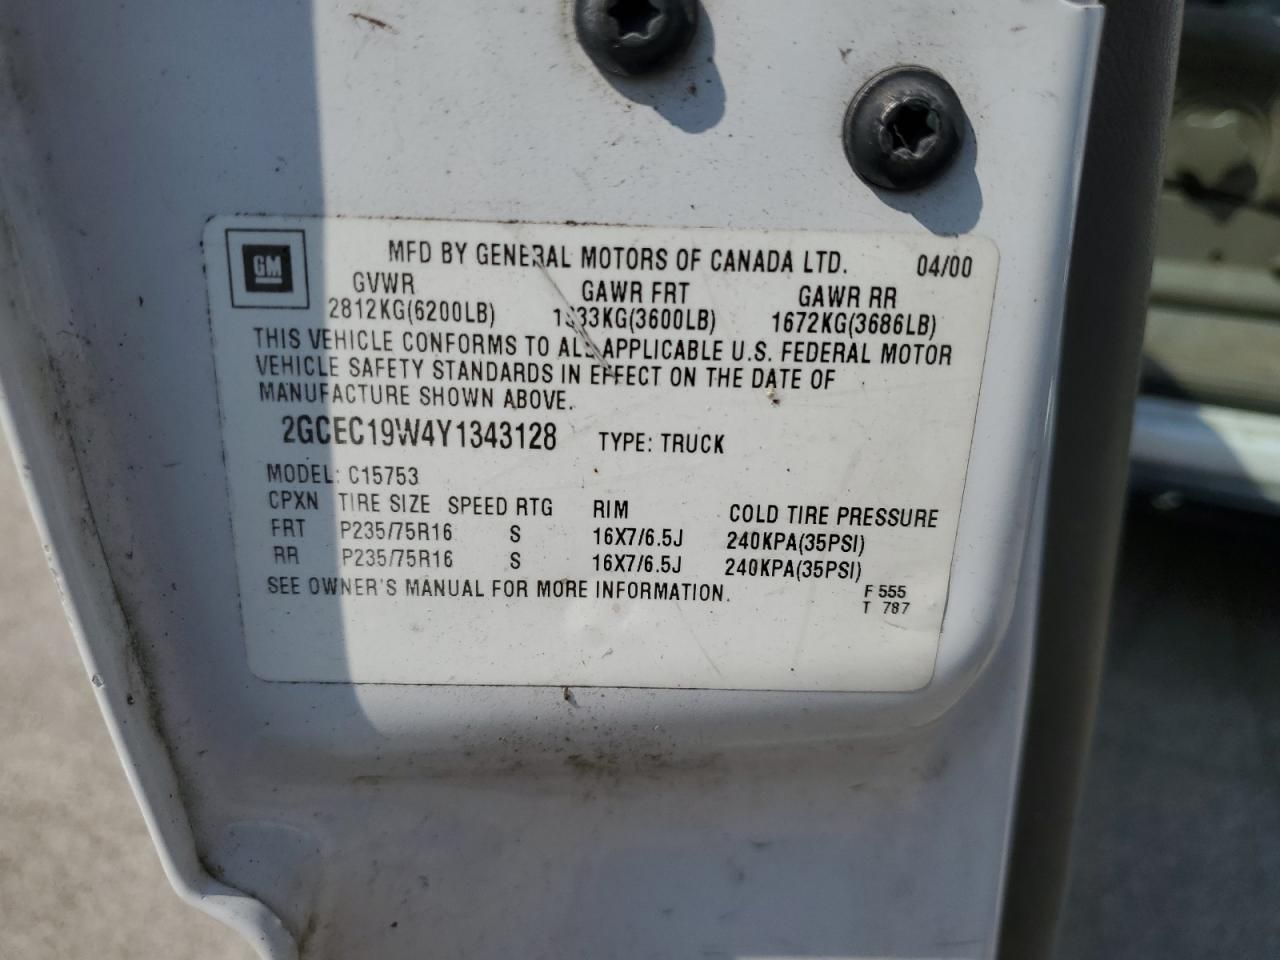 GM
MFD BY GENERAL MOTORS OF CANADA LTD. 04/00
GVWR GAWR FRT GAWR RR
2812KG(6200LB) 1633KG(3600LB) 1672KG(3686LB)
THIS VEHICLE CONFORMS TO ALL APPLICABLE U.S. FEDERAL MOTOR
VEHICLE SAFETY STANDARDS IN EFFECT ON THE DATE OF
MANUFACTURE SHOWN ABOVE.
2GCEC19W4Y1343128 TYPE: TRUCK
MODEL: C15753
CPXN TIRE SIZE SPEED RTG RIM COLD TIRE PRESSURE
FRT P235/75R16 S 16X7/6.5J 240KPA(35PSI)
RR P235/75R16 S 16X7/6.5J 240KPA(35PSI)
SEE OWNER'S MANUAL FOR MORE INFORMATION.
F 555
T 787